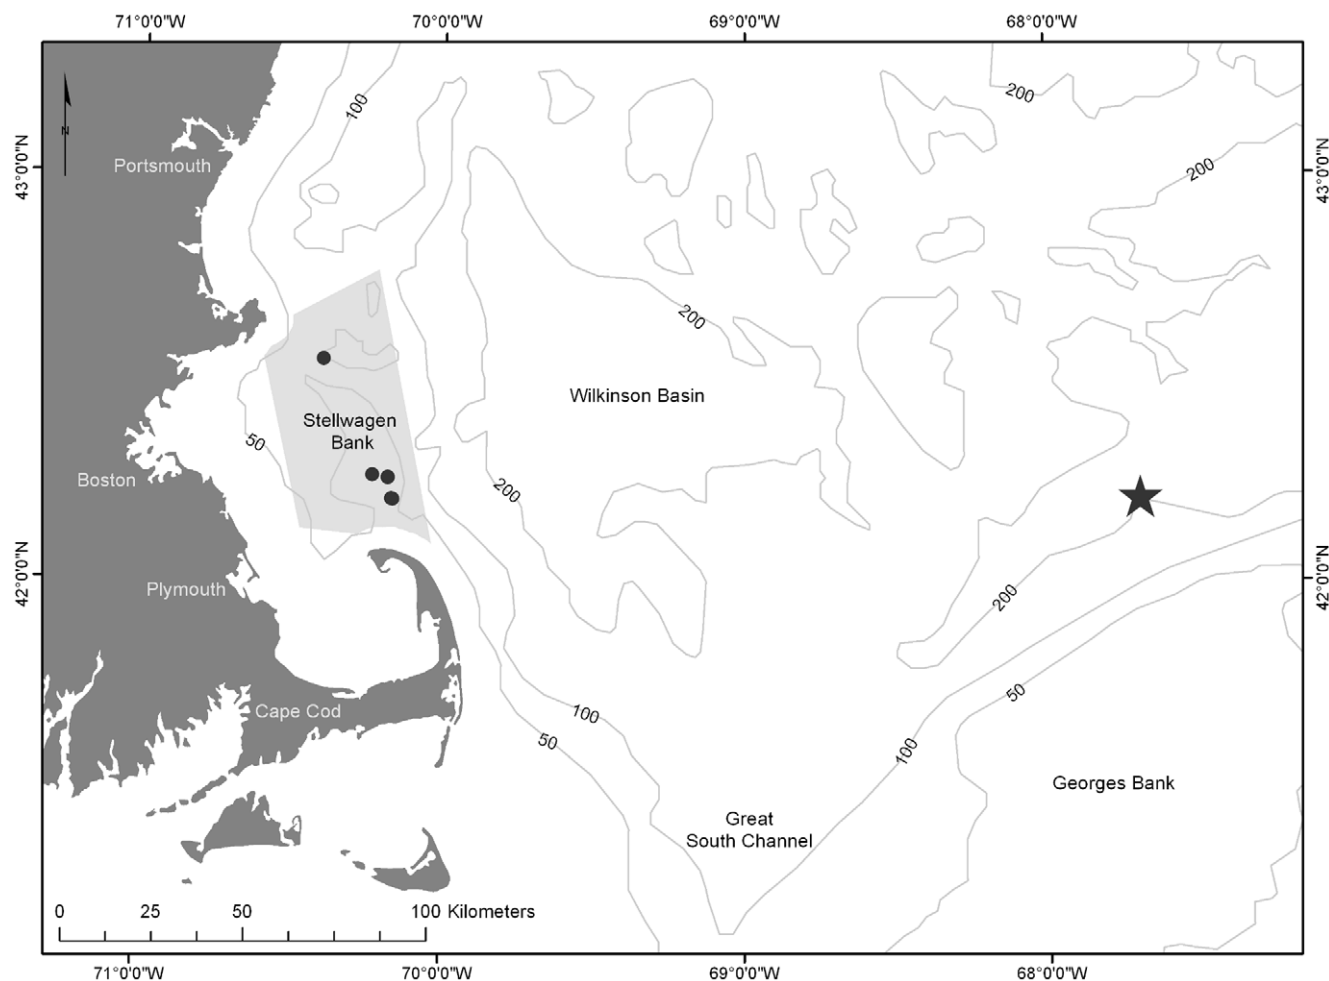 71°0'0"W 70°0'0"W 69°0'0"W 68°0'0"W
200
100
N
43°0'0"N
Portsmouth
200
43°0'0"N
200
Wilkinson Basin
Stellwagen
Bank
50
Boston
200
42°0'0"N
Plymouth
200
42°0'0"N
50
Cape Cod
100
50
100
Georges Bank
Great
South Channel
0 25 50 100 Kilometers
71°0'0"W 70°0'0"W 69°0'0"W 68°0'0"W